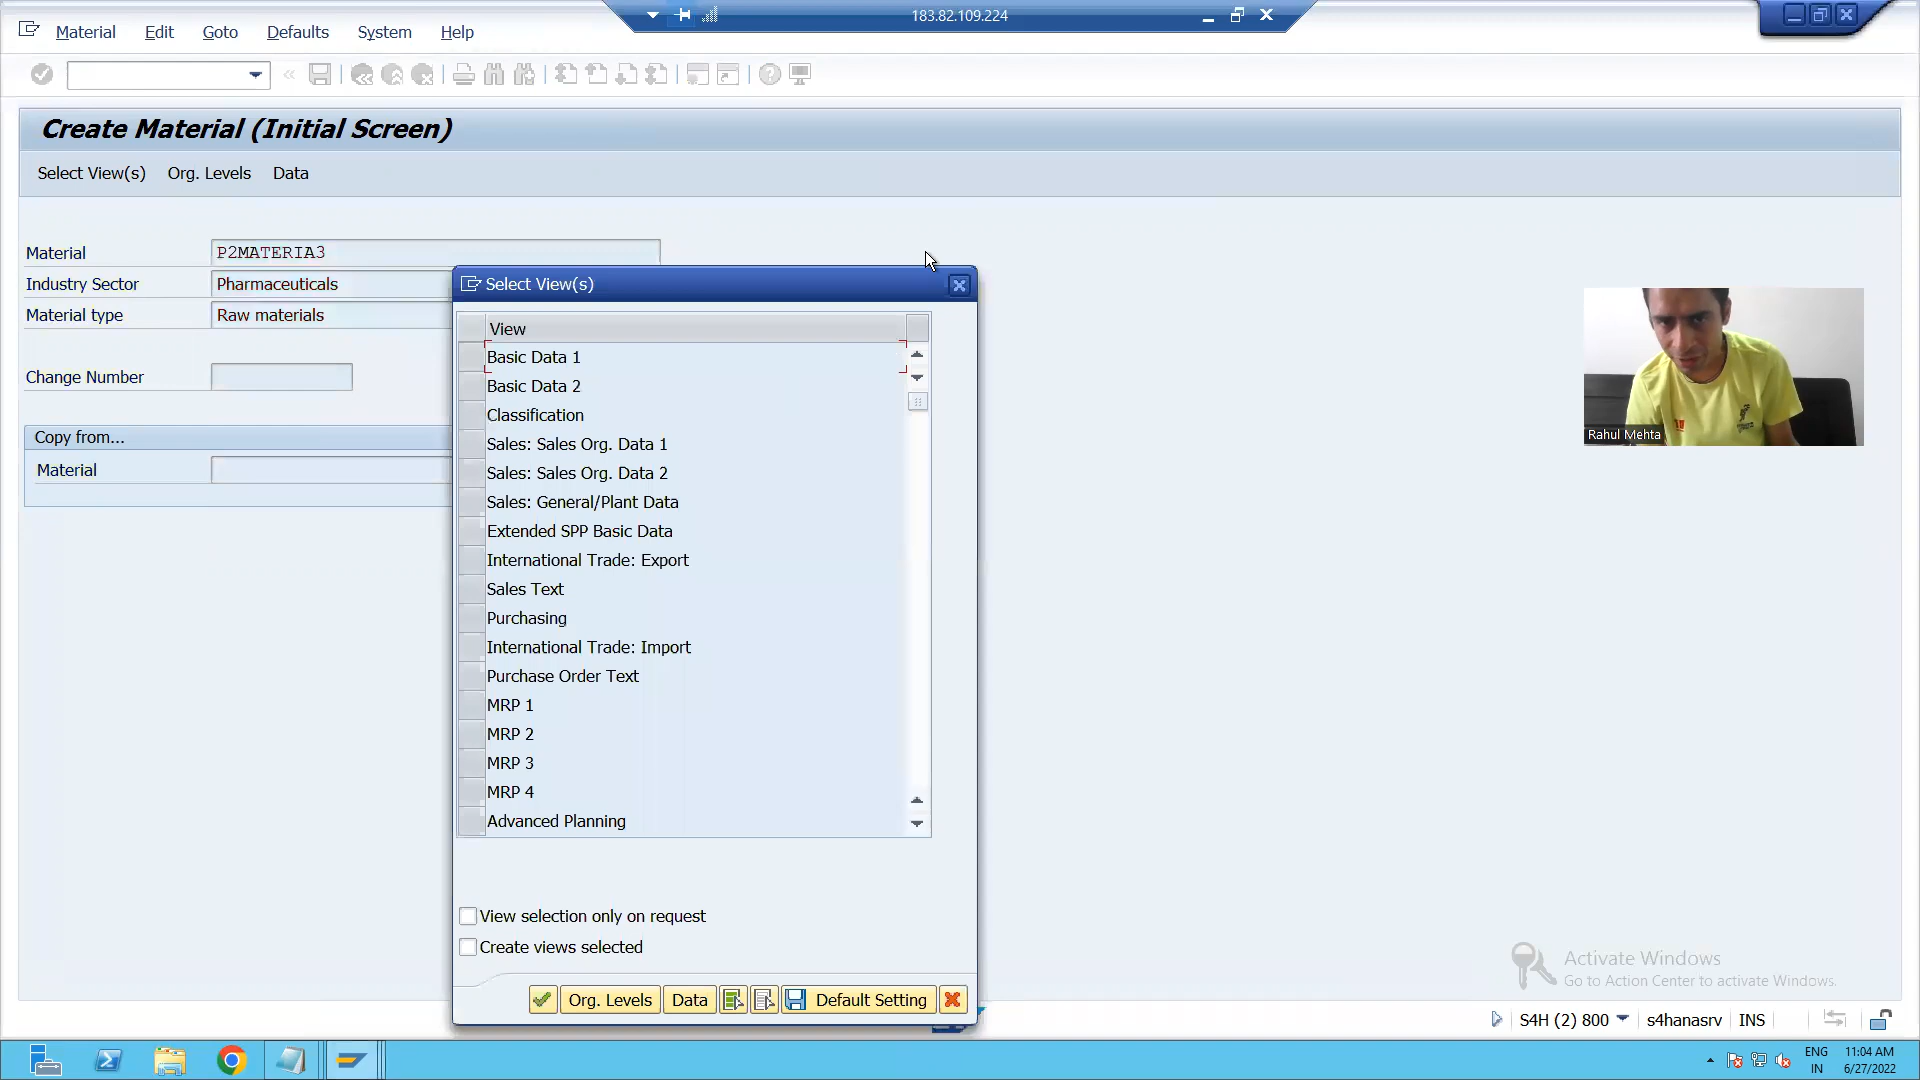 183.82.109.224
Material Edit Goto Defaults System Help
Create Material (Initial Screen)
Select View(s) Org. Levels Data
Material P2MATERIA3
Industry Sector Pharmaceuticals
Material type Raw materials
Change Number
Copy from...
Material
Select View(s)
View
Basic Data 1
Basic Data 2
Classification
Sales: Sales Org. Data 1
Sales: Sales Org. Data 2
Sales: General/Plant Data
Extended SPP Basic Data
International Trade: Export
Sales Text
Purchasing
International Trade: Import
Purchase Order Text
MRP 1
MRP 2
MRP 3
MRP 4
Advanced Planning
View selection only on request
Create views selected
Org. Levels Data Default Setting
Rahul Mehta
Activate Windows
Go to Action Center to activate Windows.
S4H (2) 800 s4hanasrv INS
ENG 11:04 AM
IN 6/27/2022